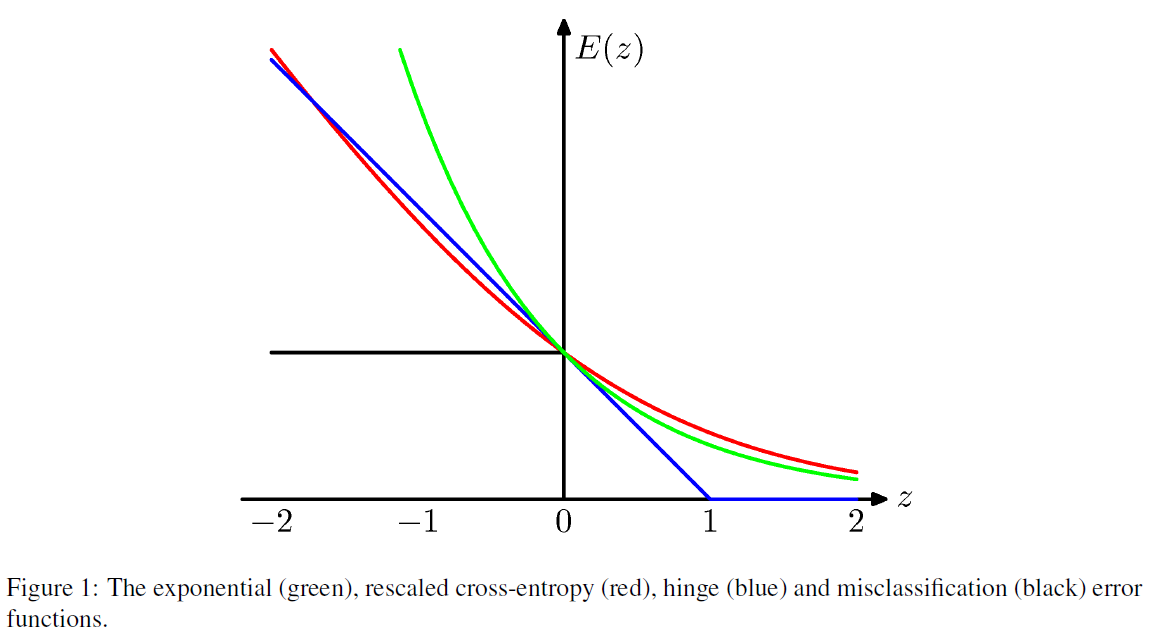 E(z)
z
−2 −1 0 1 2
Figure 1: The exponential (green), rescaled cross-entropy (red), hinge (blue) and misclassification (black) error
functions.